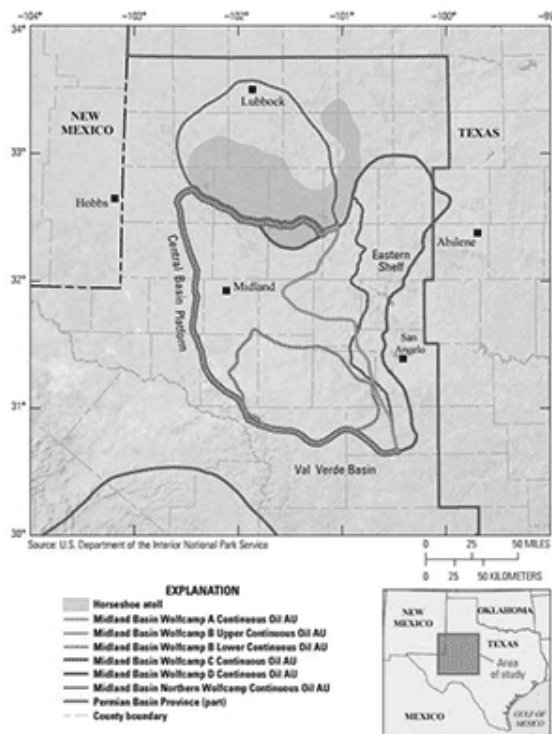 -104° -103° -102° -101° -100° -99°
34°
33°
32°
31°
30°
NEW
MEXICO
TEXAS
Lubbock
Hobbs
Abilene
Eastern
Shelf
Midland
Central Basin Platform
San
Angelo
Val Verde Basin
Source: U.S. Department of the Interior National Park Service
0 25 50 MILES
0 25 50 KILOMETERS
EXPLANATION
Horseshoe atoll
Midland Basin Wolfcamp A Continuous Oil AU
Midland Basin Wolfcamp B Upper Continuous Oil AU
Midland Basin Wolfcamp B Lower Continuous Oil AU
Midland Basin Wolfcamp C Continuous Oil AU
Midland Basin Wolfcamp D Continuous Oil AU
Midland Basin Northern Wolfcamp Continuous Oil AU
Permian Basin Province (part)
County boundary
NEW
MEXICO
OKLAHOMA
TEXAS
Area
of study
MEXICO
GULF OF
MEXICO